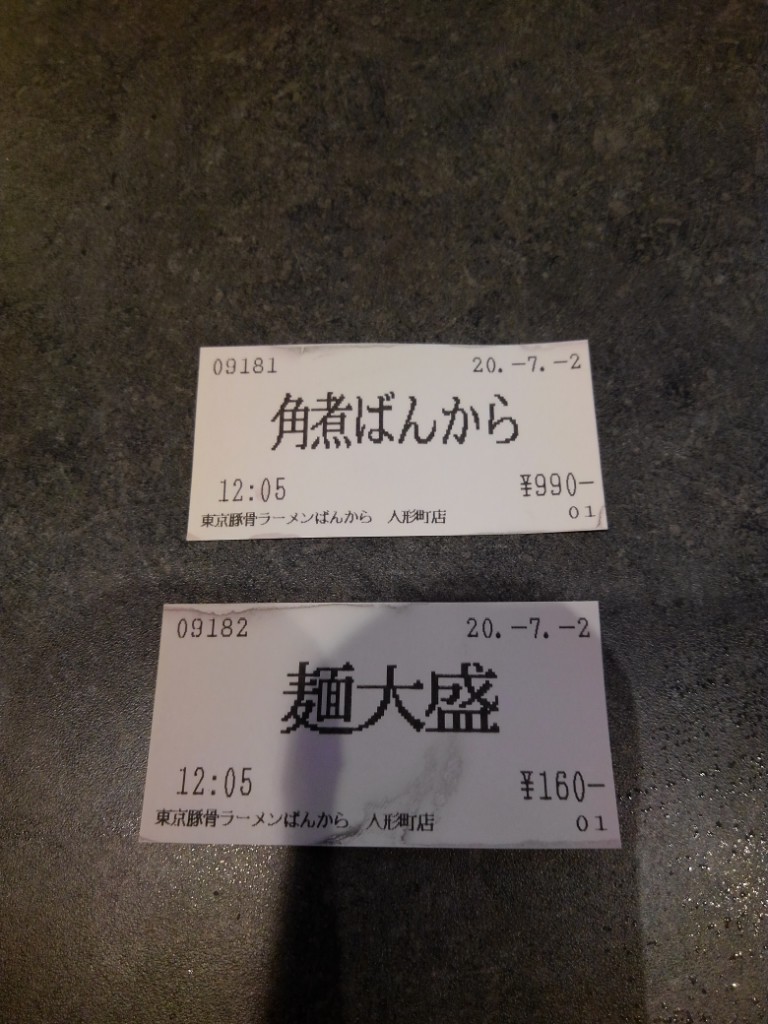 09181 20.-7.-2
角煮ばんから
12:05 ¥990-
東京豚骨ラーメンばんから 人形町店 01
09182 20.-7.-2
麺大盛
12:05 ¥160-
東京豚骨ラーメンばんから 人形町店 01